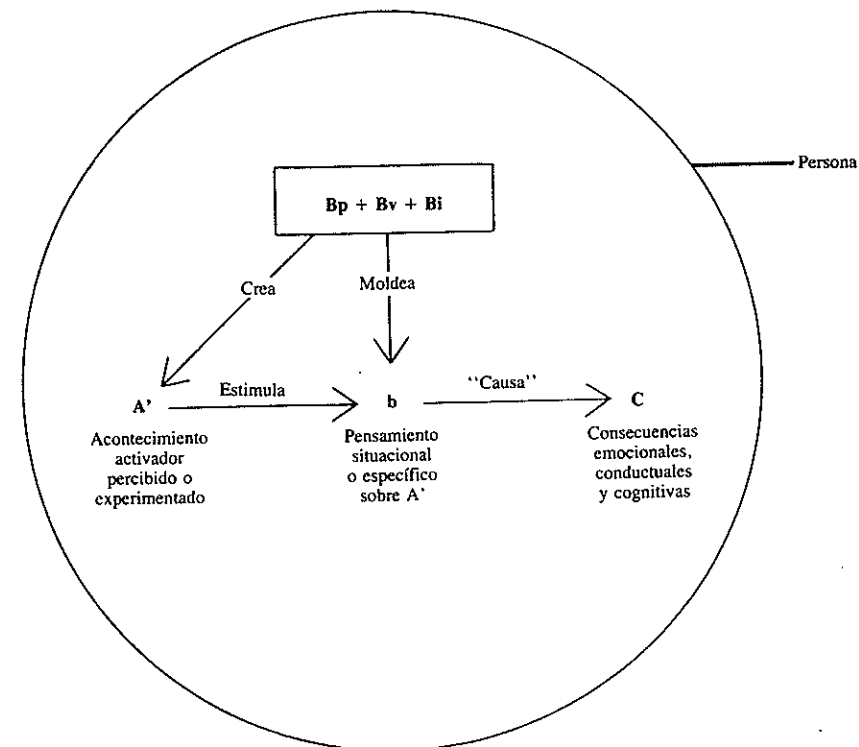 Persona
Bp + Bv + Bi
Crea
Moldea
Estimula
"Causa"
A'
b
C
Acontecimiento
activador
percibido o
experimentado
Pensamiento
situacional
o específico
sobre A'
Consecuencias
emocionales,
conductuales
y cognitivas